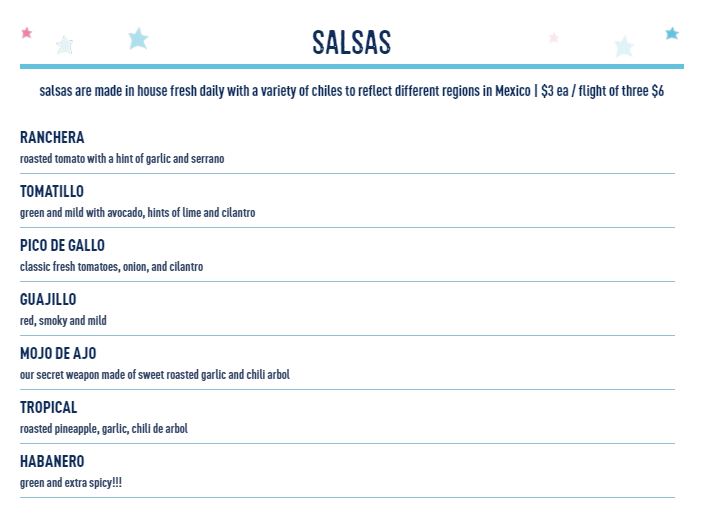 SALSAS
salsas are made in house fresh daily with a variety of chiles to reflect different regions in Mexico | $3 ea / flight of three $6
RANCHERA
roasted tomato with a hint of garlic and serrano
TOMATILLO
green and mild with avocado, hints of lime and cilantro
PICO DE GALLO
classic fresh tomatoes, onion, and cilantro
GUAJILLO
red, smoky and mild
MOJO DE AJO
our secret weapon made of sweet roasted garlic and chili arbol
TROPICAL
roasted pineapple, garlic, chili de arbol
HABANERO
green and extra spicy!!!